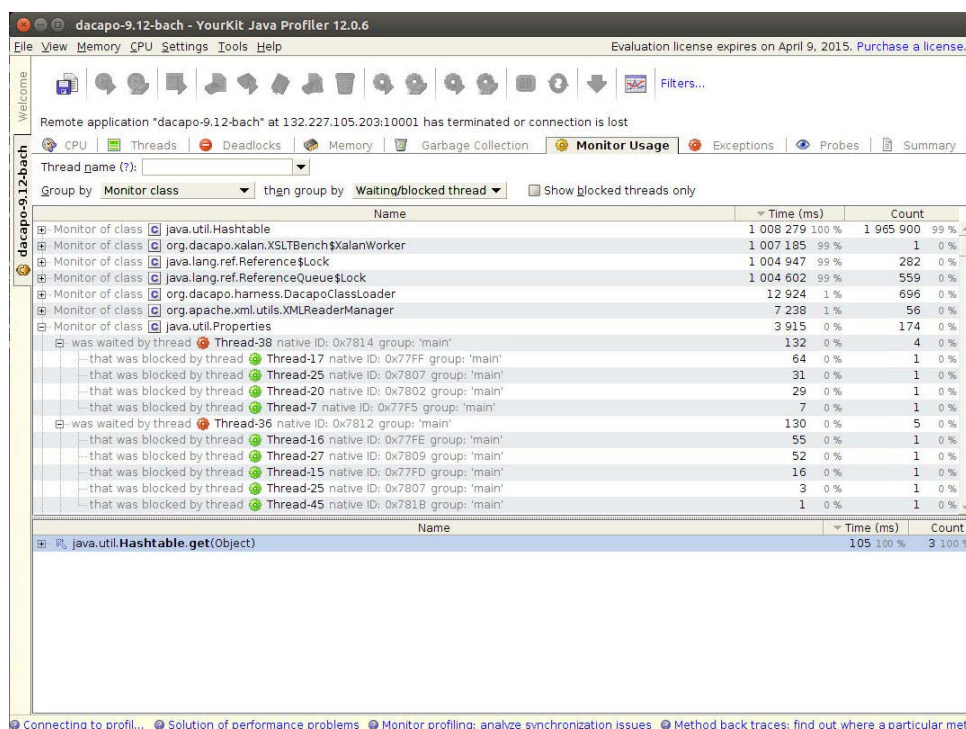 dacapo-9.12-bach - YourKit Java Profiler 12.0.6
File View Memory CPU Settings Tools Help Evaluation license expires on April 9, 2015. Purchase a license.
Welcome
dacapo-9.12-bach
Filters...
Remote application "dacapo-9.12-bach" at 132.227.105.203:10001 has terminated or connection is lost
CPU Threads Deadlocks Memory Garbage Collection Monitor Usage Exceptions Probes Summary
Thread name (?):
Group by Monitor class then group by Waiting/blocked thread Show blocked threads only
Name Time (ms) Count
Monitor of class C java.util.Hashtable 1 008 279 100 % 1 965 900 99 %
Monitor of class C org.dacapo.xalan.XSLTBench$XalanWorker 1 007 185 99 % 1 0 %
Monitor of class C java.lang.ref.Reference$Lock 1 004 947 99 % 282 0 %
Monitor of class C java.lang.ref.ReferenceQueue$Lock 1 004 602 99 % 559 0 %
Monitor of class C org.dacapo.harness.DacapoClassLoader 12 924 1 % 696 0 %
Monitor of class C org.apache.xml.utils.XMLReaderManager 7 238 1 % 56 0 %
Monitor of class C java.util.Properties 3 915 0 % 174 0 %
was waited by thread Thread-38 native ID: 0x7814 group: 'main' 132 0 % 4 0 %
that was blocked by thread Thread-17 native ID: 0x77FF group: 'main' 64 0 % 1 0 %
that was blocked by thread Thread-25 native ID: 0x7807 group: 'main' 31 0 % 1 0 %
that was blocked by thread Thread-20 native ID: 0x7802 group: 'main' 29 0 % 1 0 %
that was blocked by thread Thread-7 native ID: 0x77F5 group: 'main' 7 0 % 1 0 %
was waited by thread Thread-36 native ID: 0x7812 group: 'main' 130 0 % 5 0 %
that was blocked by thread Thread-16 native ID: 0x77FE group: 'main' 55 0 % 1 0 %
that was blocked by thread Thread-27 native ID: 0x7809 group: 'main' 52 0 % 1 0 %
that was blocked by thread Thread-15 native ID: 0x77FD group: 'main' 16 0 % 1 0 %
that was blocked by thread Thread-25 native ID: 0x7807 group: 'main' 3 0 % 1 0 %
that was blocked by thread Thread-45 native ID: 0x781B group: 'main' 1 0 % 1 0 %
Name Time (ms) Count
java.util.Hashtable.get(Object) 105 100 % 3 100 %
Connecting to profil... Solution of performance problems Monitor profiling: analyze synchronization issues Method back traces: find out where a particular met